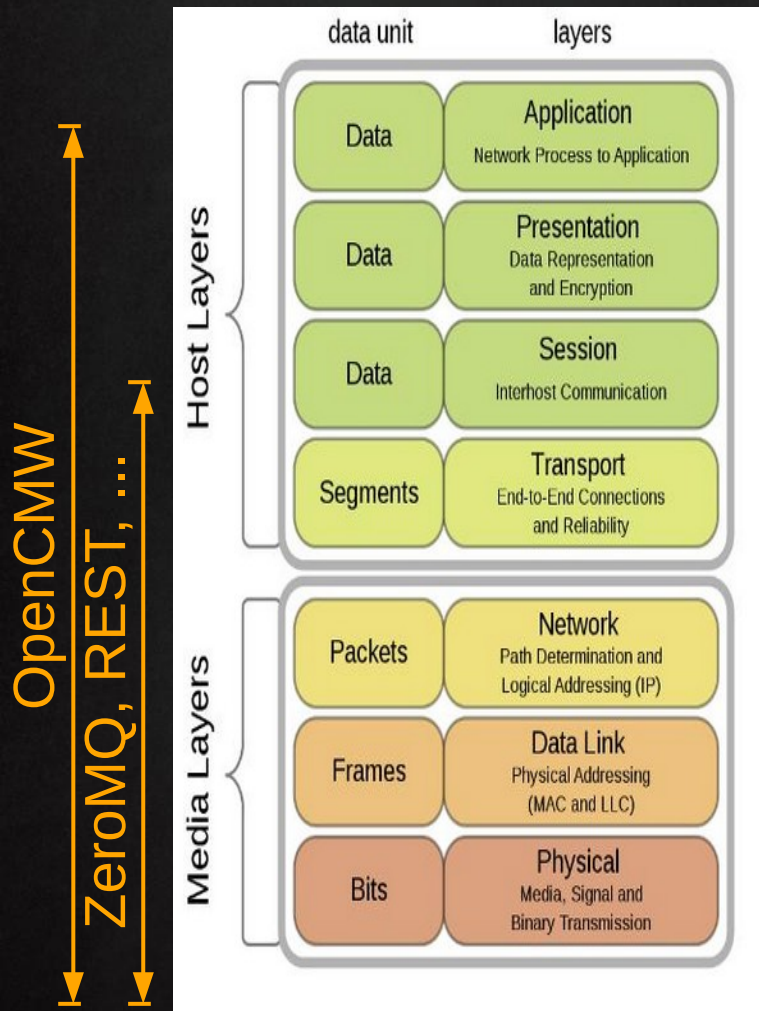 data unit
layers
Data
Application
Network Process to Application
Data
Presentation
Data Representation
and Encryption
Data
Session
Interhost Communication
Segments
Transport
End-to-End Connections
and Reliability
Packets
Network
Path Determination and
Logical Addressing (IP)
Frames
Data Link
Physical Addressing
(MAC and LLC)
Bits
Physical
Media, Signal and
Binary Transmission
Host Layers
Media Layers
OpenCMW
ZeroMQ, REST, ...